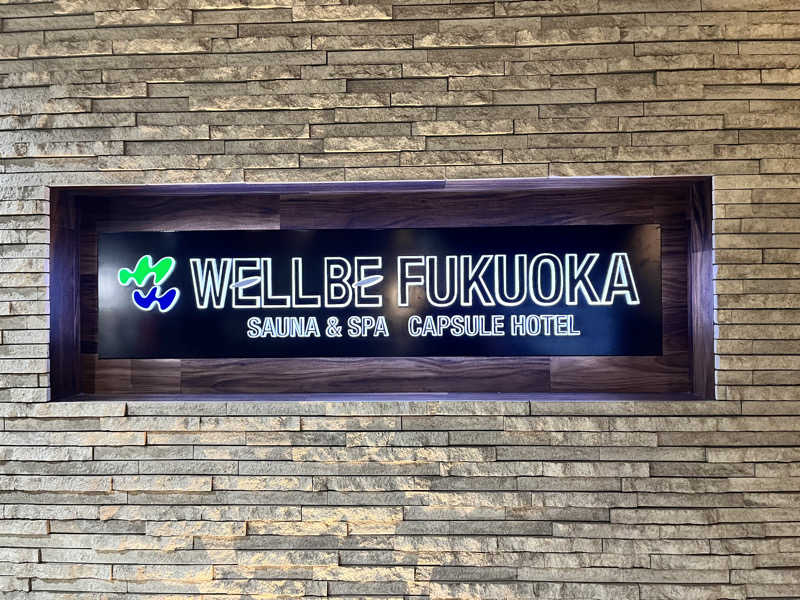 WELLBE FUKUOKA
SAUNA & SPA CAPSULE HOTEL